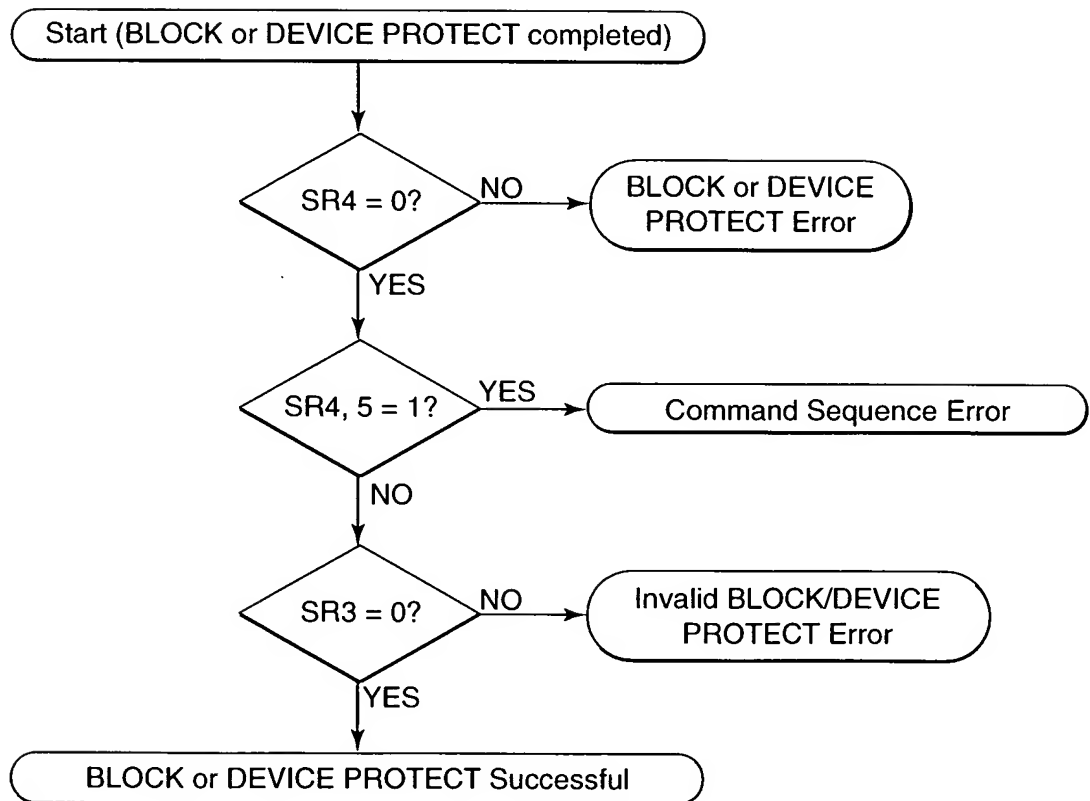 Start (BLOCK or DEVICE PROTECT completed)
SR4 = 0?
NO
BLOCK or DEVICE
PROTECT Error
YES
SR4, 5 = 1?
YES
Command Sequence Error
NO
SR3 = 0?
NO
Invalid BLOCK/DEVICE
PROTECT Error
YES
BLOCK or DEVICE PROTECT Successful